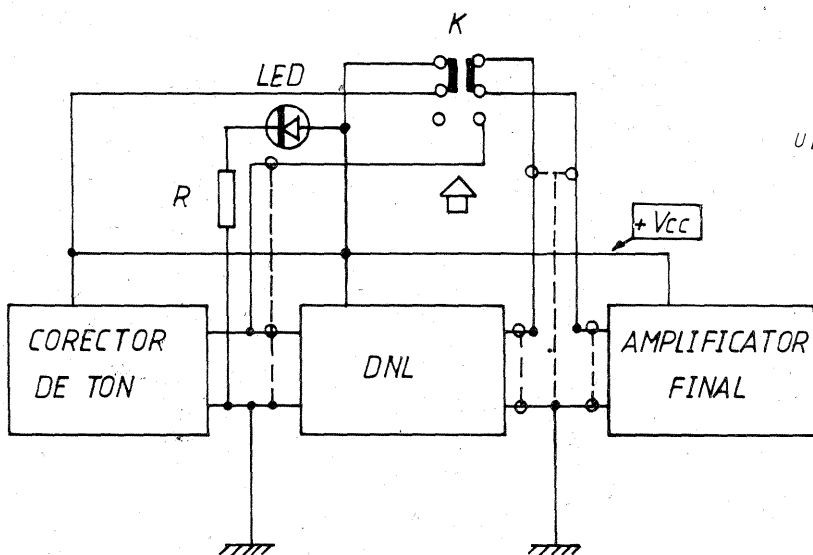 K
LED
R
+Vcc
CORECTOR
DE TON
DNL
AMPLIFICATOR
FINAL